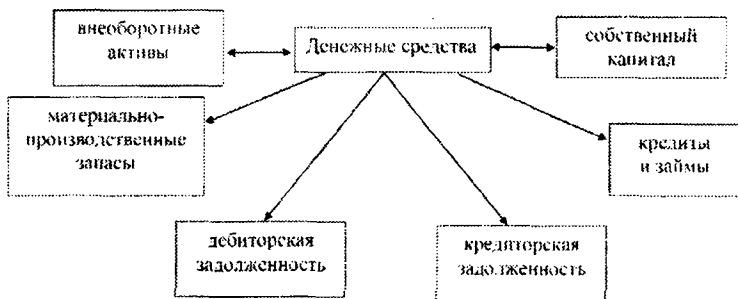 внеоборотные
активы
Денежные средства
собственный
капитал
материально-
производственные
запасы
кредиты
и займы
дебиторская
задолженность
кредиторская
задолженность